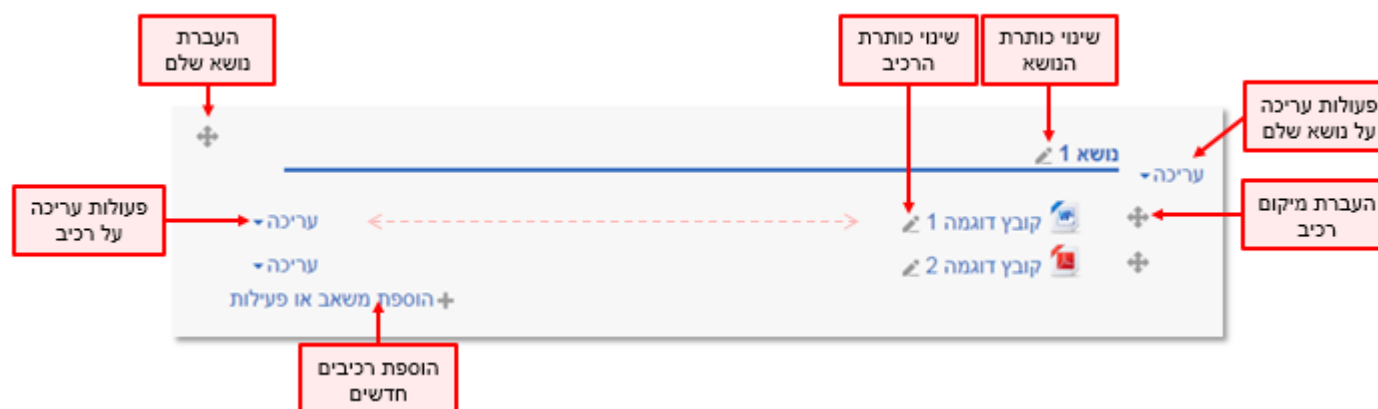 שינוי כותרת
הנושא
שינוי כותרת
הרכיב
העברת
נושא שלם
פעולות עריכה
על נושא שלם
נושא 1
עריכה
העברת מיקום
רכיב
קובץ דוגמה 1
עריכה
פעולות עריכה
על רכיב
קובץ דוגמה 2
עריכה
הוספת משאב או פעילות
הוספת רכיבים
חדשים